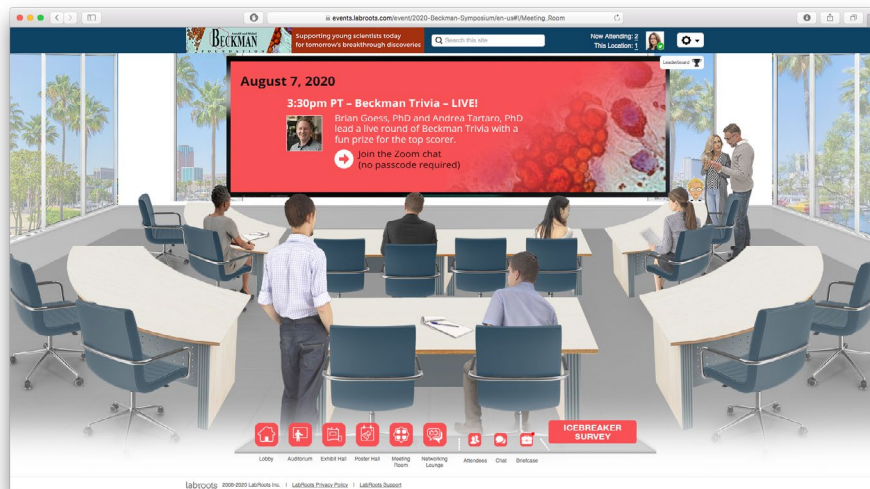 events.labroots.com/event/2020-Beckman-Symposium/en-us#!/Meeting_Room
Arnold and Mabel
BECKMAN
FOUNDATION
Supporting young scientists today
for tomorrow's breakthrough discoveries
Search this site
Now Attending: 2
This Location: 1
Leaderboard
August 7, 2020
3:30pm PT – Beckman Trivia – LIVE!
Brian Goess, PhD and Andrea Tartaro, PhD
lead a live round of Beckman Trivia with a
fun prize for the top scorer.
Join the Zoom chat
(no passcode required)
ICEBREAKER
SURVEY
Lobby
Auditorium
Exhibit Hall
Poster Hall
Meeting
Room
Networking
Lounge
Attendees
Chat
Briefcase
labroots 2008-2020 LabRoots Inc. | LabRoots Privacy Policy | LabRoots Support